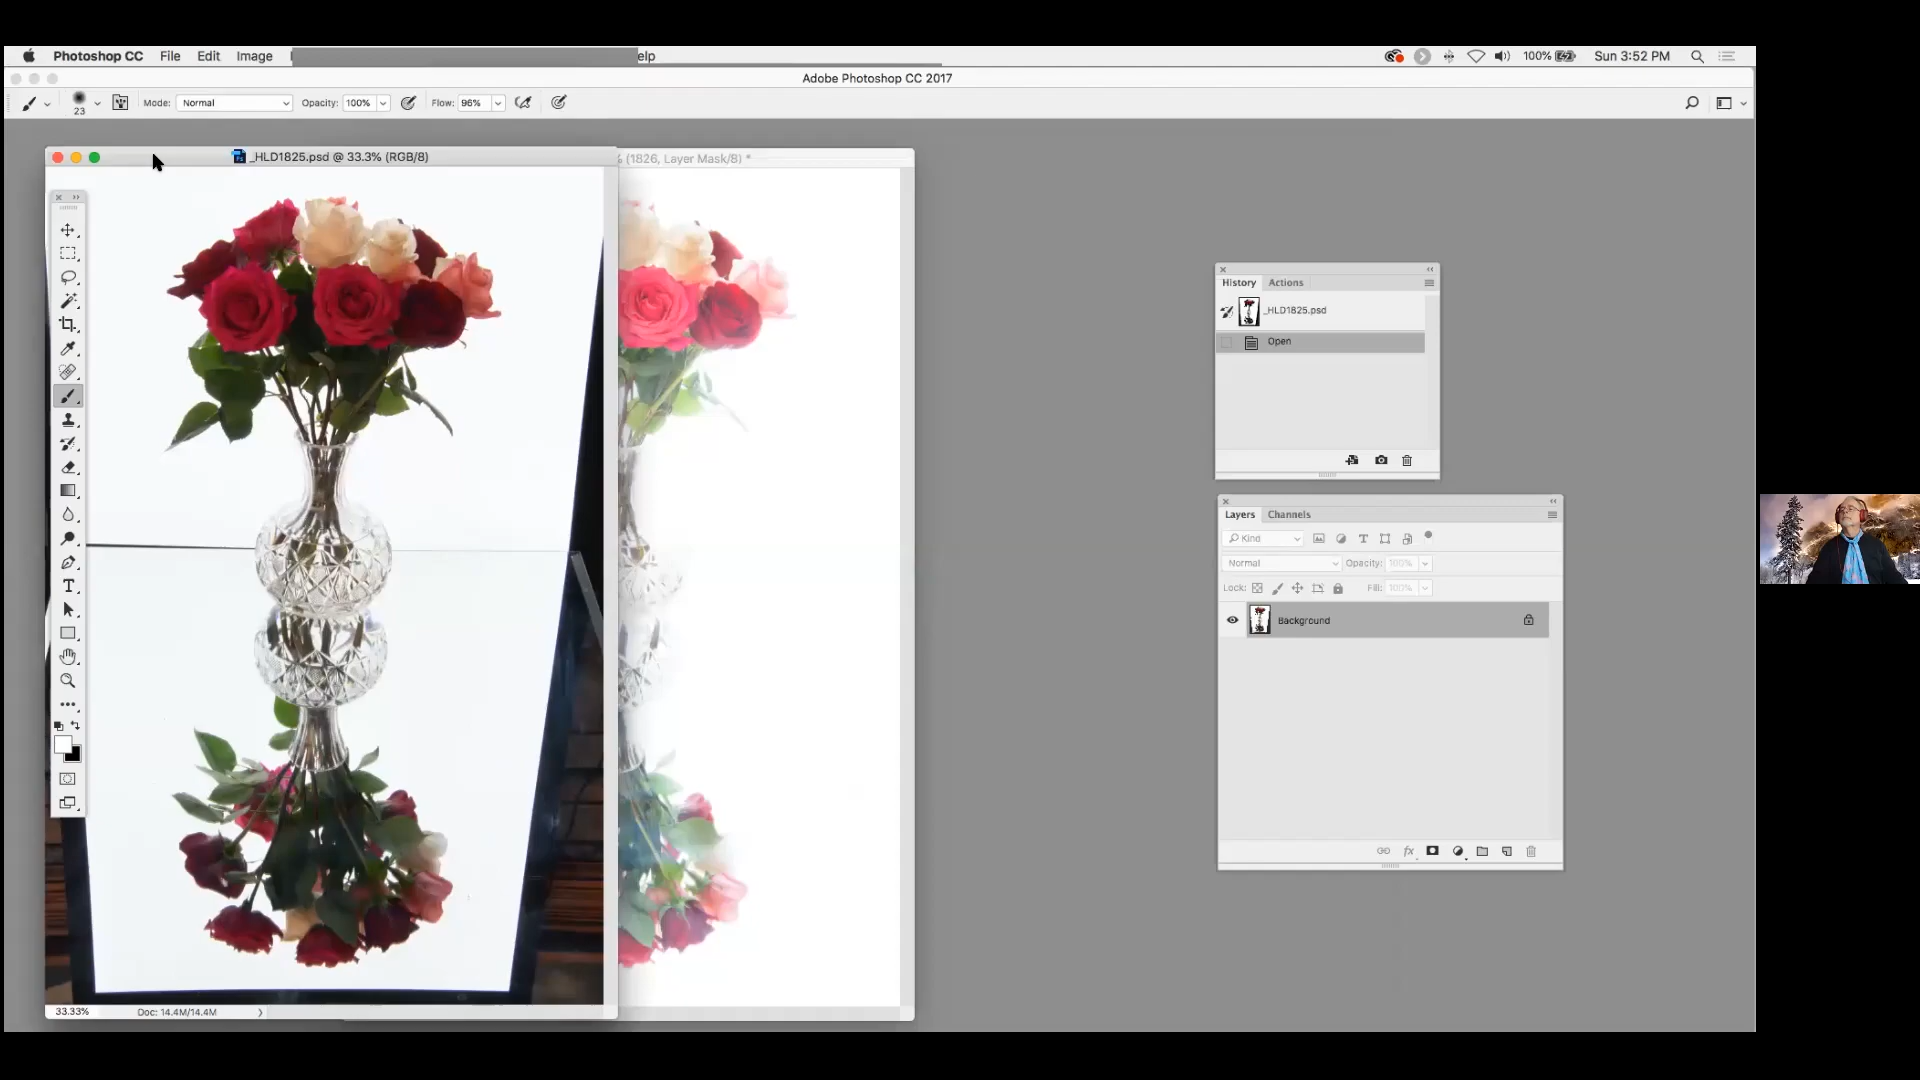 Photoshop CC File Edit Image elp 100% Sun 3:52 PM
Adobe Photoshop CC 2017
23 Mode: Normal Opacity: 100% Flow: 96%
_HLD1825.psd @ 33.3% (RGB/8)
% (1826, Layer Mask/8) *
History Actions
_HLD1825.psd
Open
Layers Channels
Kind
Normal Opacity: 100%
Lock: Fill: 100%
Background
fx
33.33% Doc: 14.4M/14.4M